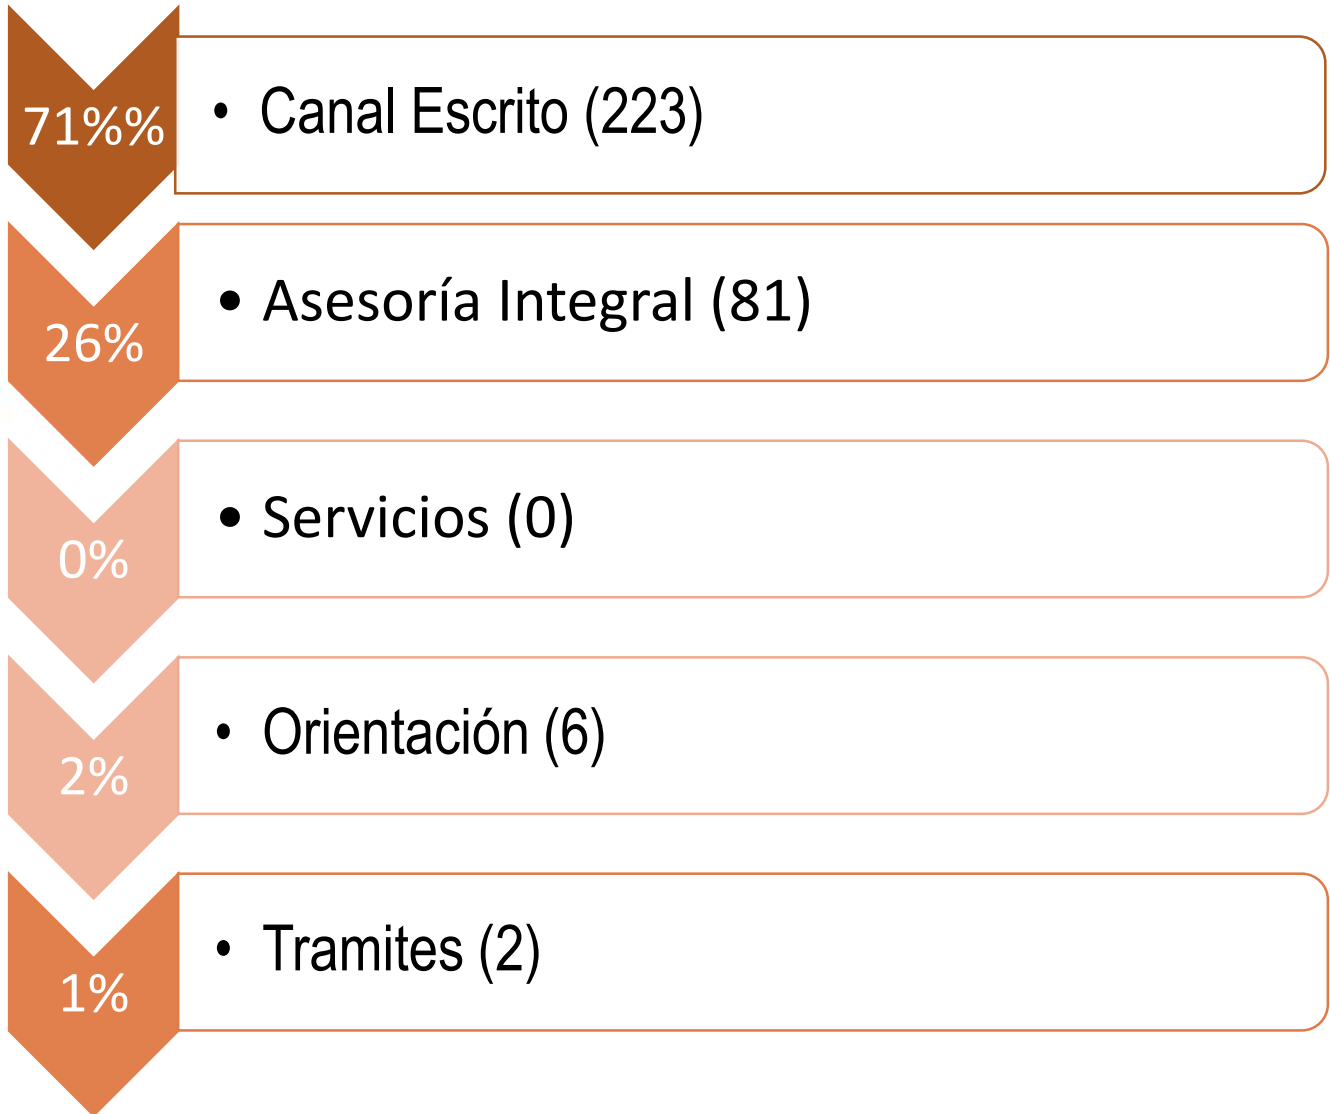 71%%
• Canal Escrito (223)
26%
• Asesoría Integral (81)
0%
• Servicios (0)
2%
• Orientación (6)
1%
• Tramites (2)